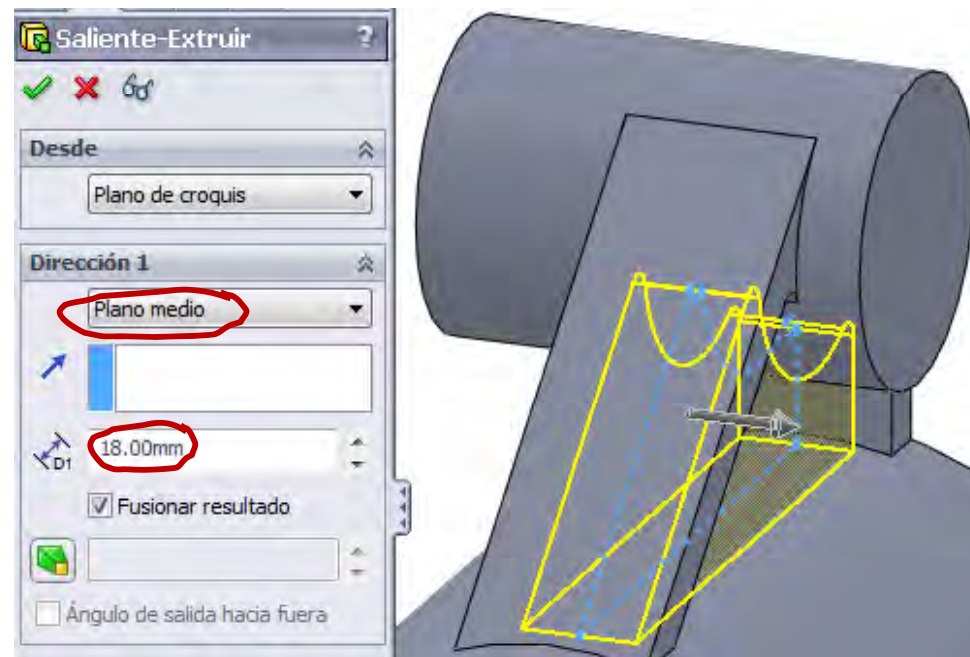 Saliente-Extruir ?
Desde
Plano de croquis
Dirección 1
Plano medio
D1 18.00mm
Fusionar resultado
Ángulo de salida hacia fuera